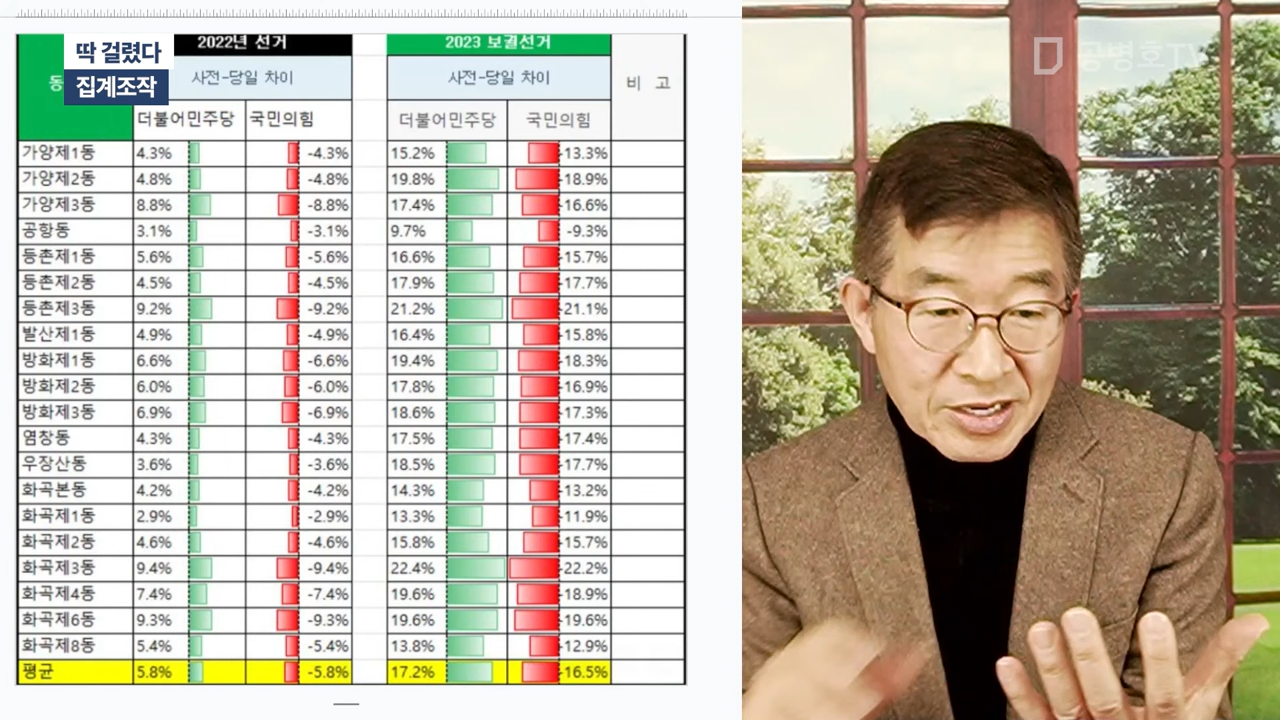 딱 걸렸다
집계조작
2022년 선거
2023 보궐선거
동
사전-당일 차이
사전-당일 차이
비 고
더불어민주당 국민의힘 더불어민주당 국민의힘
가양제1동 4.3% -4.3% 15.2% -13.3%
가양제2동 4.8% -4.8% 19.8% -18.9%
가양제3동 8.8% -8.8% 17.4% -16.6%
공항동 3.1% -3.1% 9.7% -9.3%
등촌제1동 5.6% -5.6% 16.6% -15.7%
등촌제2동 4.5% -4.5% 17.9% -17.7%
등촌제3동 9.2% -9.2% 21.2% -21.1%
발산제1동 4.9% -4.9% 16.4% -15.8%
방화제1동 6.6% -6.6% 19.4% -18.3%
방화제2동 6.0% -6.0% 17.8% -16.9%
방화제3동 6.9% -6.9% 18.6% -17.3%
염창동 4.3% -4.3% 17.5% -17.4%
우장산동 3.6% -3.6% 18.5% -17.7%
화곡본동 4.2% -4.2% 14.3% -13.2%
화곡제1동 2.9% -2.9% 13.3% -11.9%
화곡제2동 4.6% -4.6% 15.8% -15.7%
화곡제3동 9.4% -9.4% 22.4% -22.2%
화곡제4동 7.4% -7.4% 19.6% -18.9%
화곡제6동 9.3% -9.3% 19.6% -19.6%
화곡제8동 5.4% -5.4% 13.8% -12.9%
평균 5.8% -5.8% 17.2% -16.5%
공병호TV